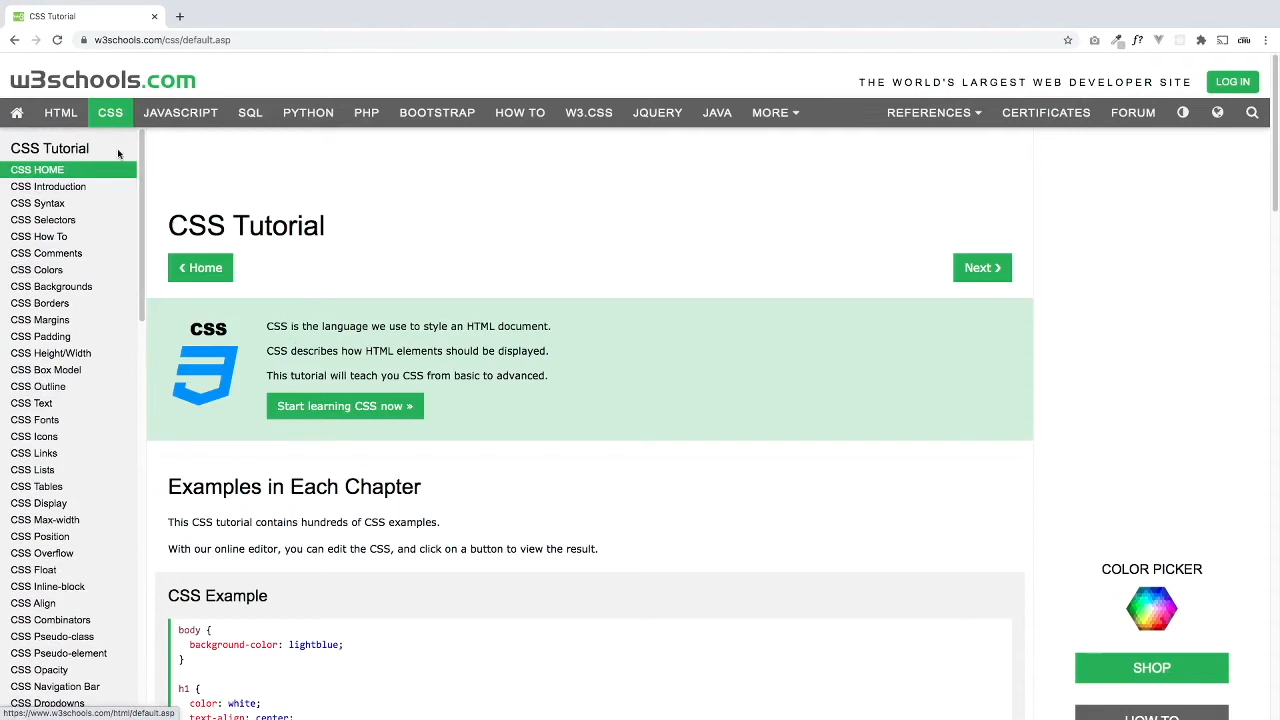 CSS Tutorial
w3schools.com/css/default.asp
w3schools.com
THE WORLD'S LARGEST WEB DEVELOPER SITE
LOG IN
HTML CSS JAVASCRIPT SQL PYTHON PHP BOOTSTRAP HOW TO W3.CSS JQUERY JAVA MORE REFERENCES CERTIFICATES FORUM
CSS Tutorial
CSS HOME
CSS Introduction
CSS Syntax
CSS Selectors
CSS How To
CSS Comments
CSS Colors
CSS Backgrounds
CSS Borders
CSS Margins
CSS Padding
CSS Height/Width
CSS Box Model
CSS Outline
CSS Text
CSS Fonts
CSS Icons
CSS Links
CSS Lists
CSS Tables
CSS Display
CSS Max-width
CSS Position
CSS Overflow
CSS Float
CSS Inline-block
CSS Align
CSS Combinators
CSS Pseudo-class
CSS Pseudo-element
CSS Opacity
CSS Navigation Bar
CSS Dropdowns
https://www.w3schools.com/html/default.asp
CSS Tutorial
❮ Home
Next ❯
CSS
CSS is the language we use to style an HTML document.
CSS describes how HTML elements should be displayed.
This tutorial will teach you CSS from basic to advanced.
Start learning CSS now »
Examples in Each Chapter
This CSS tutorial contains hundreds of CSS examples.
With our online editor, you can edit the CSS, and click on a button to view the result.
CSS Example
body {
background-color: lightblue;
}
h1 {
color: white;
text-align: center;
COLOR PICKER
SHOP
HOW TO